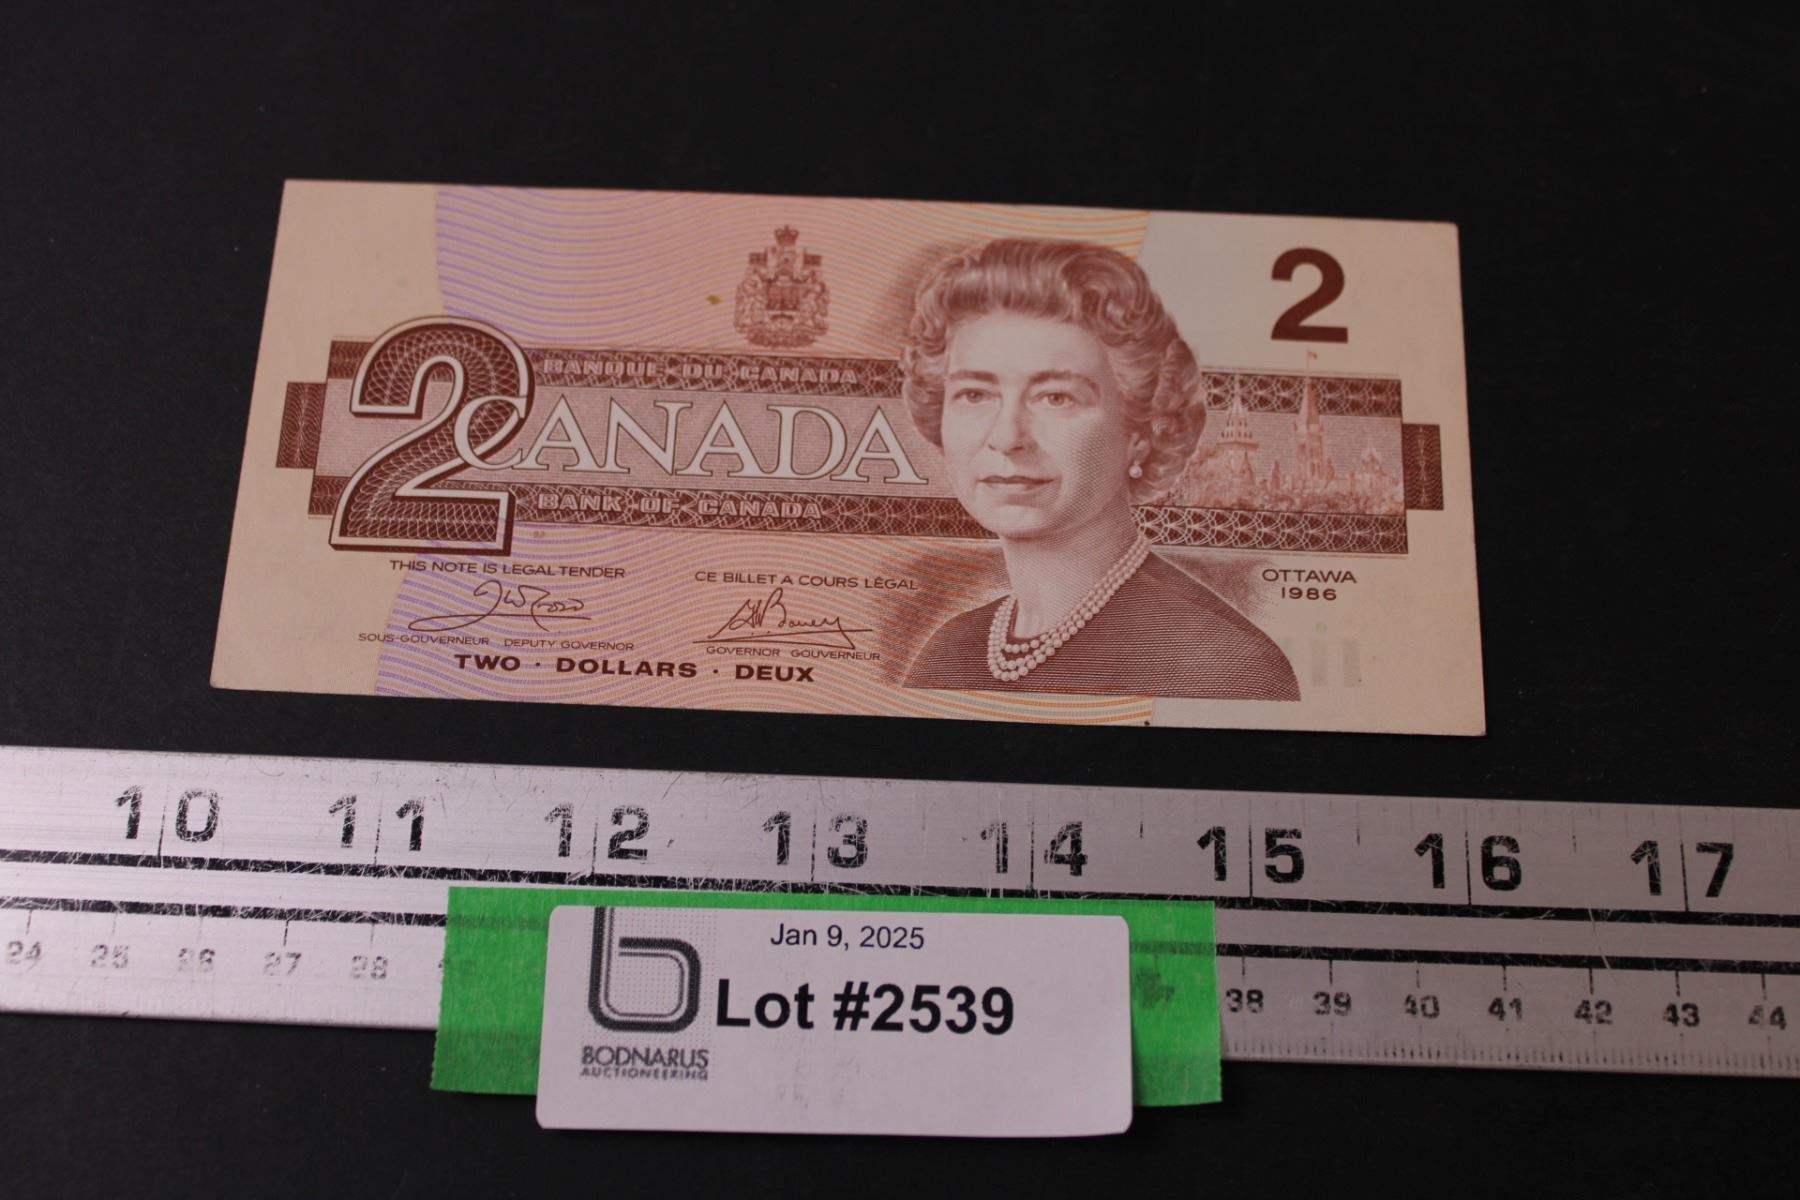 2
BANQUE DU CANADA
2 CANADA
BANK OF CANADA
THIS NOTE IS LEGAL TENDER
CE BILLET A COURS LÉGAL
OTTAWA
1986
SOUS-GOUVERNEUR DEPUTY GOVERNOR
GOVERNOR GOUVERNEUR
TWO · DOLLARS · DEUX
10 11 12 13 14 15 16 17
24 25 26 27 28 38 39 40 41 42 43 44
Jan 9, 2025
Lot #2539
BODNARUS
AUCTIONEERING